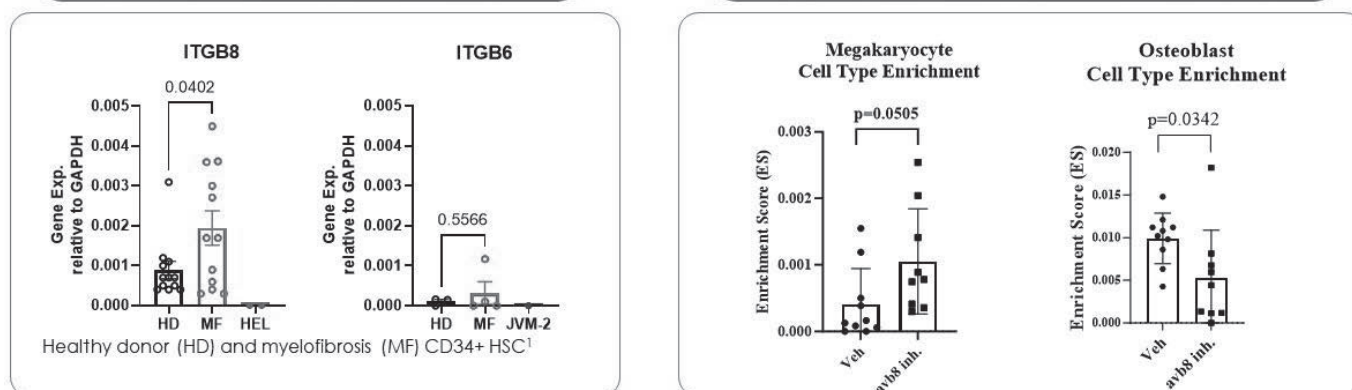 ITGB8
0.0402
Gene Exp.
relative to GAPDH
0.005
0.004
0.003
0.002
0.001
0.000
HD MF HEL
ITGB6
0.5566
Gene Exp.
relative to GAPDH
0.005
0.004
0.003
0.002
0.001
0.000
HD MF JVM-2
Healthy donor (HD) and myelofibrosis (MF) CD34+ HSC1
Megakaryocyte
Cell Type Enrichment
p=0.0505
Enrichment Score (ES)
0.003
0.002
0.001
0.000
Veh
avb8 inh.
Osteoblast
Cell Type Enrichment
p=0.0342
Enrichment Score (ES)
0.020
0.015
0.010
0.005
0.000
Veh
avb8 inh.